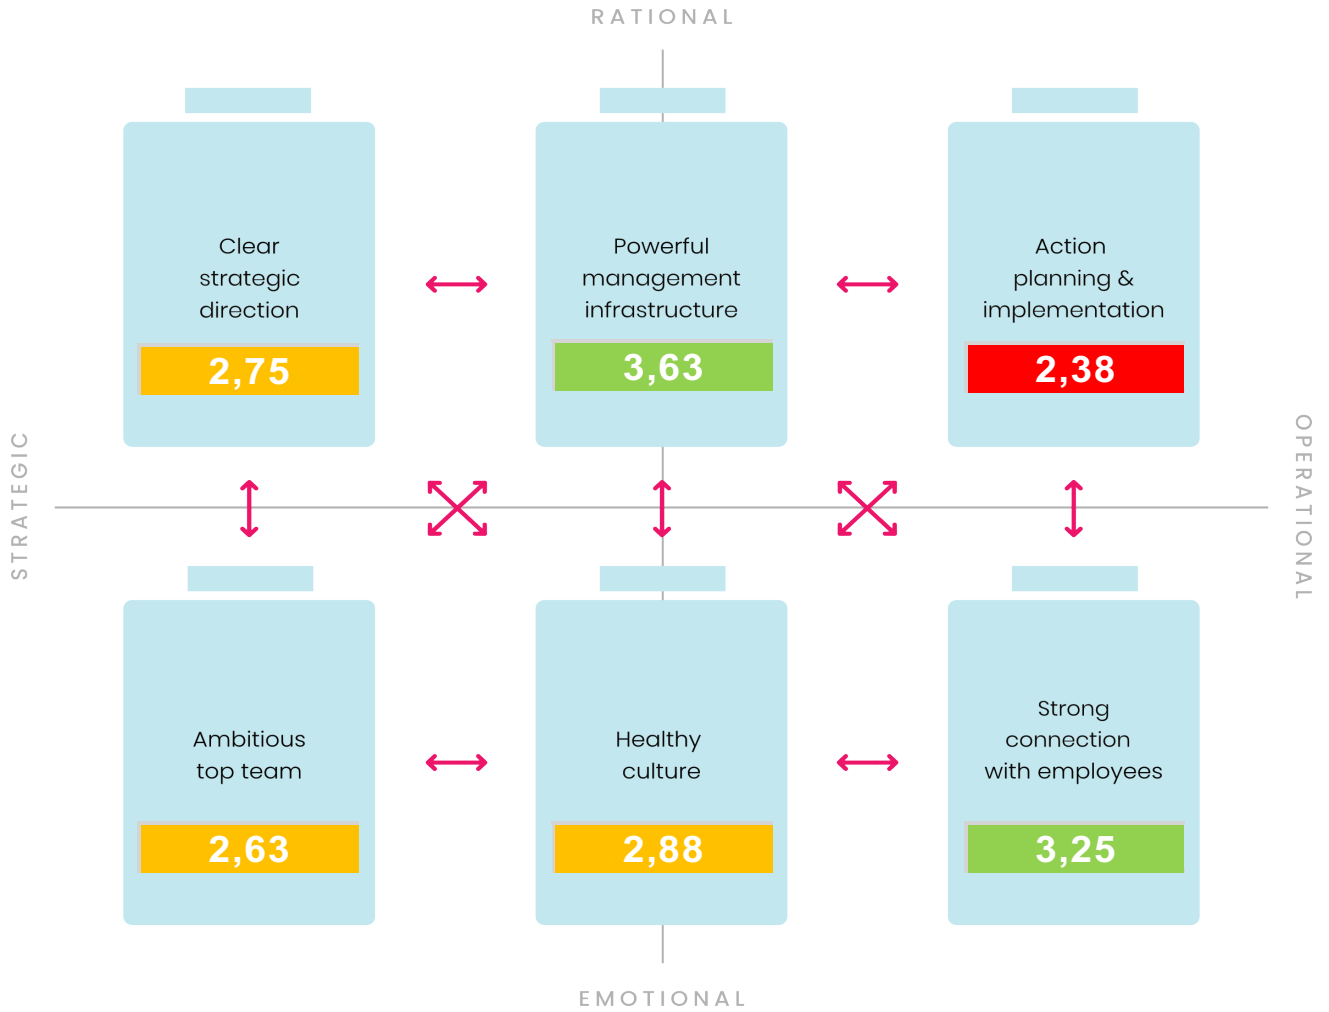 RATIONAL
Clear
strategic
direction
2,75
Powerful
management
infrastructure
3,63
Action
planning &
implementation
2,38
STRATEGIC
OPERATIONAL
Ambitious
top team
2,63
Healthy
culture
2,88
Strong
connection
with employees
3,25
EMOTIONAL